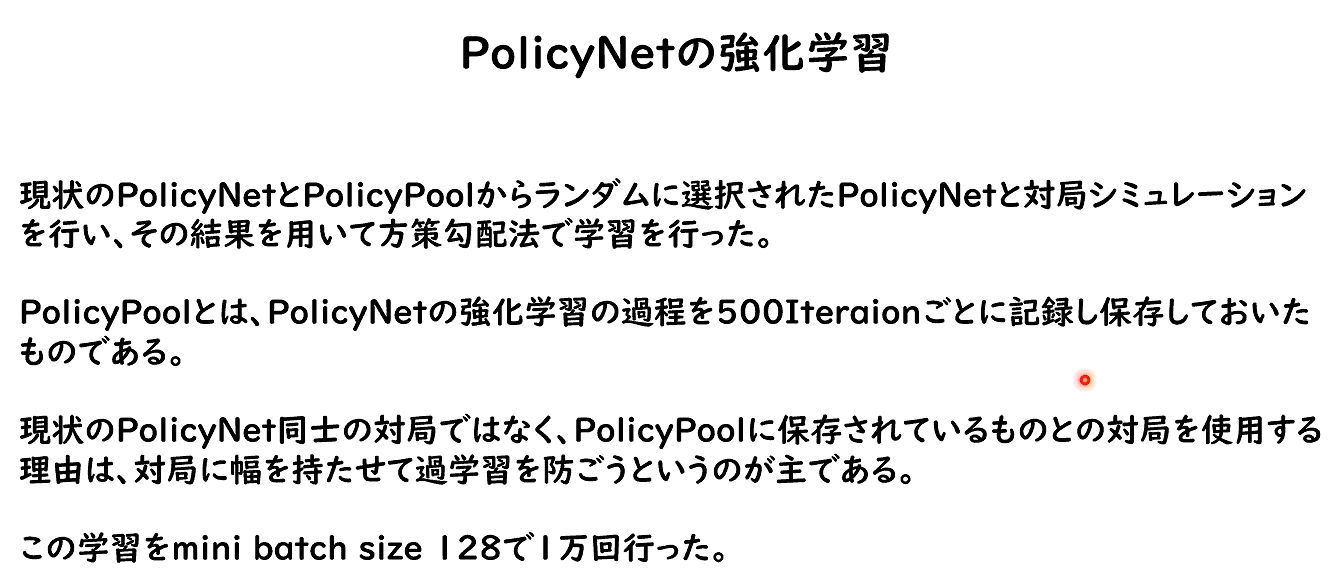 PolicyNetの強化学習
現状のPolicyNetとPolicyPoolからランダムに選択されたPolicyNetと対局シミュレーション
を行い、その結果を用いて方策勾配法で学習を行った。
PolicyPoolとは、PolicyNetの強化学習の過程を500Iteraionごとに記録し保存しておいた
ものである。
現状のPolicyNet同士の対局ではなく、PolicyPoolに保存されているものとの対局を使用する
理由は、対局に幅を持たせて過学習を防ごうというのが主である。
この学習をmini batch size 128で1万回行った。